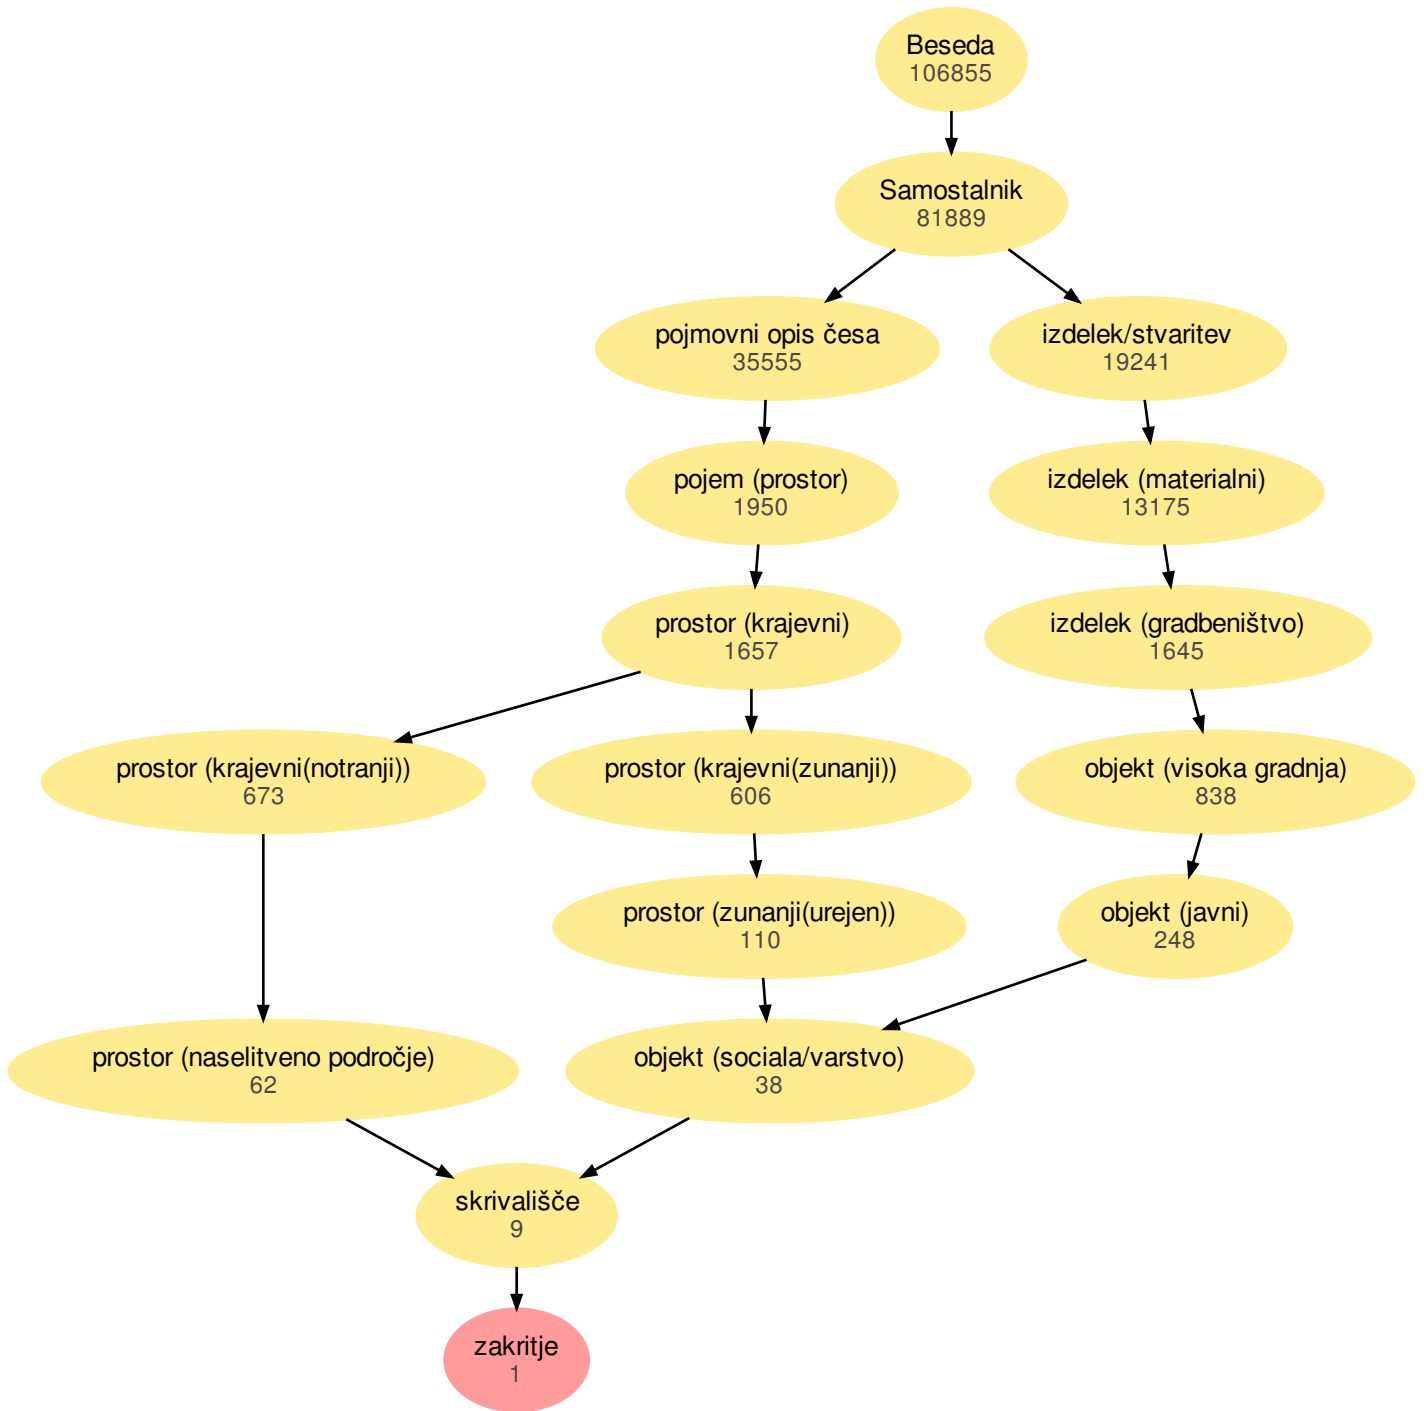 Beseda
106855
Samostalnik
81889
pojmovni opis česa
35555
izdelek/stvaritev
19241
pojem (prostor)
1950
izdelek (materialni)
13175
prostor (krajevni)
1657
izdelek (gradbeništvo)
1645
prostor (krajevni(notranji))
673
prostor (krajevni(zunanji))
606
objekt (visoka gradnja)
838
prostor (zunanji(urejen))
110
objekt (javni)
248
prostor (naselitveno področje)
62
objekt (sociala/varstvo)
38
skrivališče
9
zakritje
1